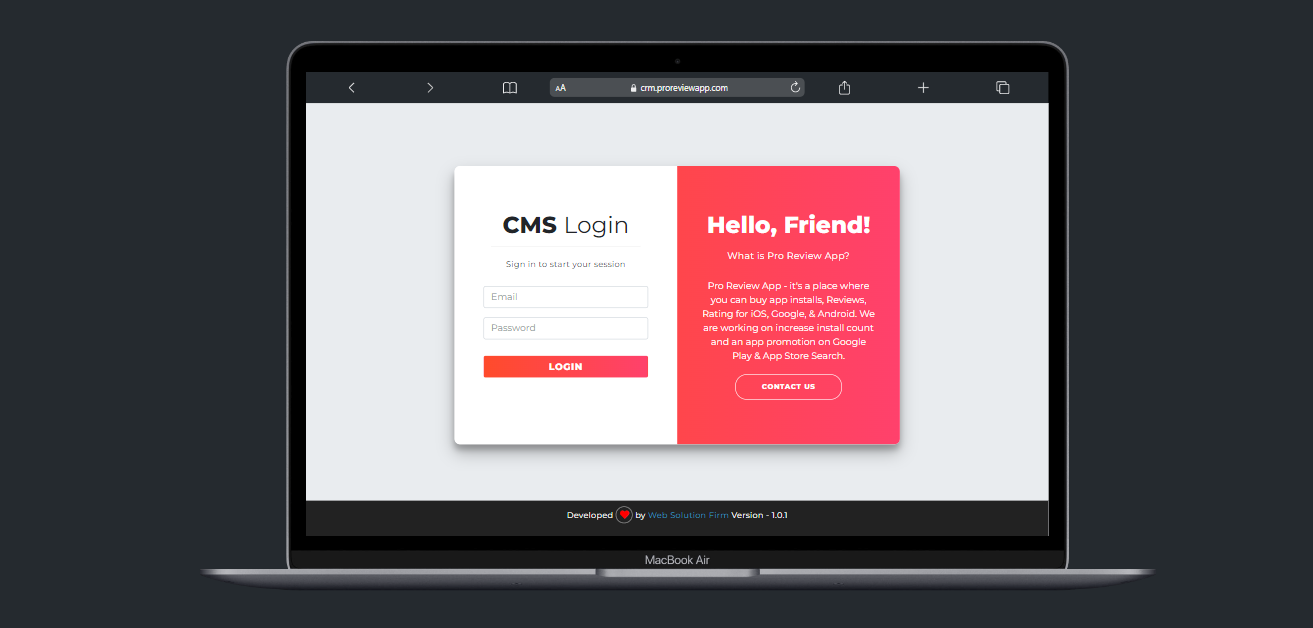 AA crm.proreviewapp.com
CMS Login
Sign in to start your session
Email
Password
LOGIN
Hello, Friend!
What is Pro Review App?
Pro Review App - it's a place where
you can buy app installs, Reviews,
Rating for iOS, Google, & Android. We
are working on increase install count
and an app promotion on Google
Play & App Store Search.
CONTACT US
Developed by Web Solution Firm Version - 1.0.1
MacBook Air